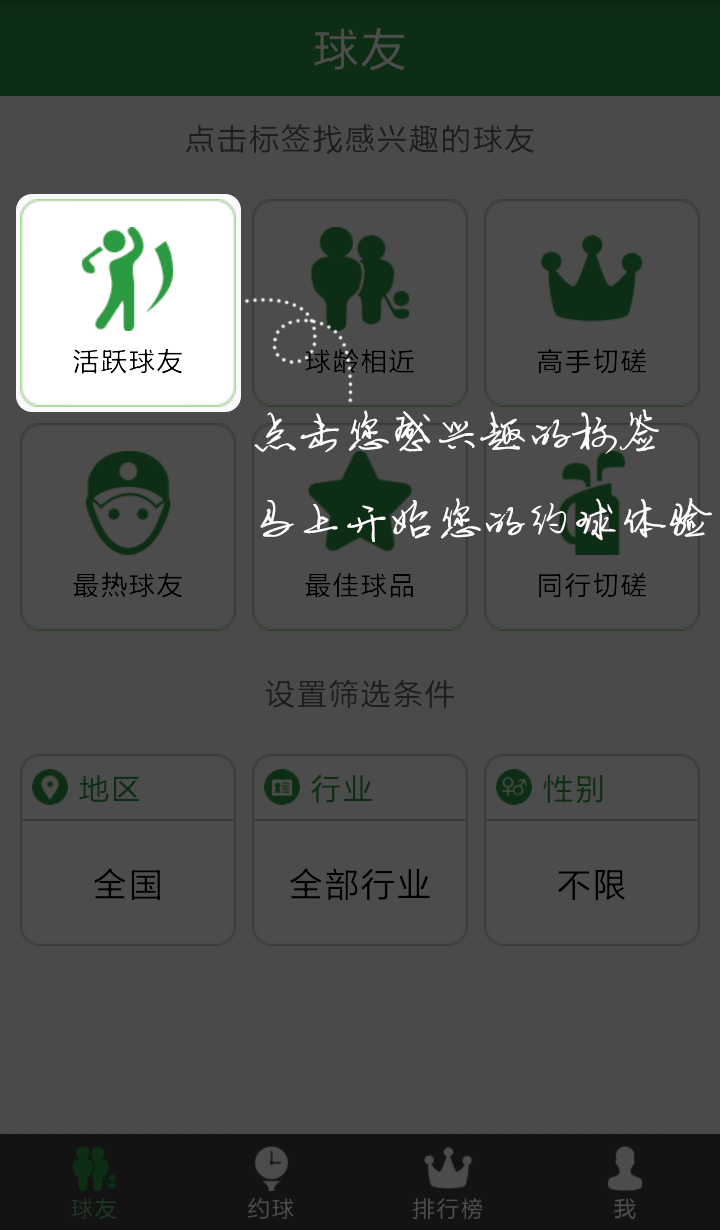 球友
点击标签找感兴趣的球友
活跃球友
球龄相近
高手切磋
点击您感兴趣的标签
马上开始您的约球体验
最热球友
最佳球品
同行切磋
设置筛选条件
地区
行业
性别
全国
全部行业
不限
球友
约球
排行榜
我